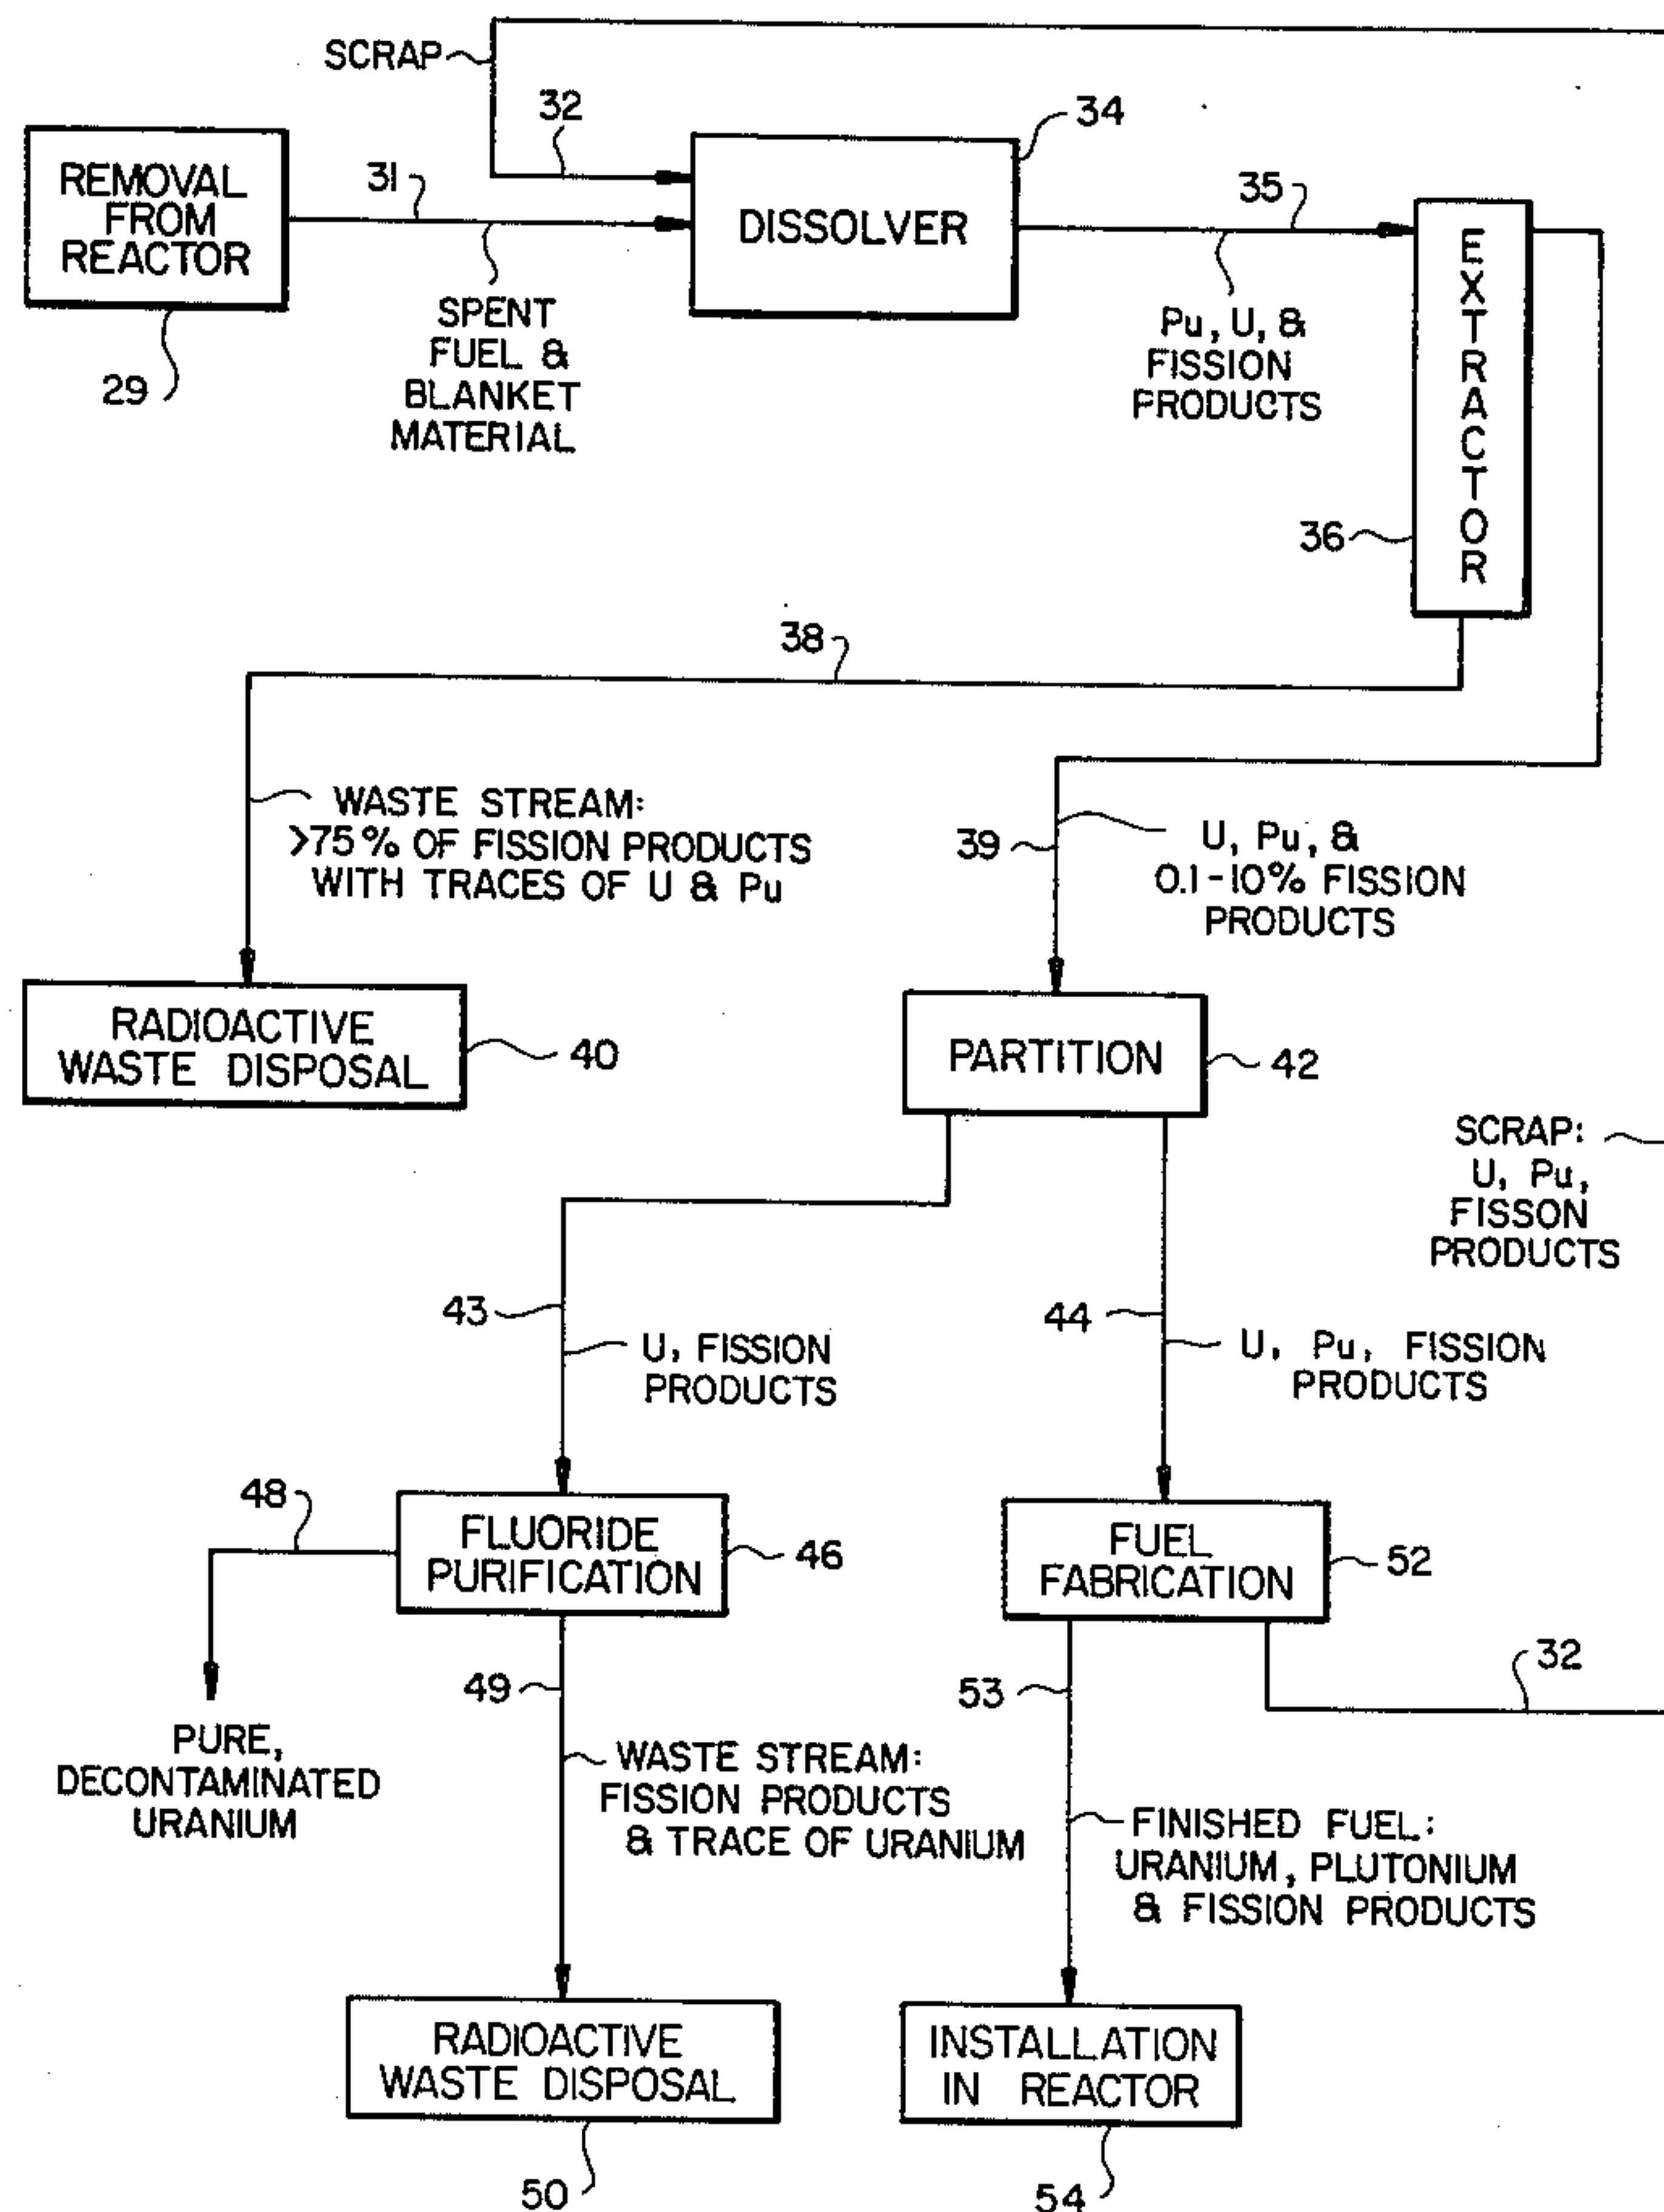 SCRAP
32
34
REMOVAL
FROM
REACTOR
29
31
SPENT
FUEL &
BLANKET
MATERIAL
DISSOLVER
35
Pu, U, &
FISSION
PRODUCTS
EXTRACTOR
36
38
WASTE STREAM:
>75% OF FISSION PRODUCTS
WITH TRACES OF U & Pu
39
U, Pu, &
0.1-10% FISSION
PRODUCTS
RADIOACTIVE
WASTE DISPOSAL
40
PARTITION
42
SCRAP:
U, Pu,
FISSON
PRODUCTS
43
U, FISSION
PRODUCTS
44
U, Pu, FISSION
PRODUCTS
48
FLUORIDE
PURIFICATION
46
FUEL
FABRICATION
52
32
49
53
PURE,
DECONTAMINATED
URANIUM
WASTE STREAM:
FISSION PRODUCTS
& TRACE OF URANIUM
FINISHED FUEL:
URANIUM, PLUTONIUM
& FISSION PRODUCTS
RADIOACTIVE
WASTE DISPOSAL
50
INSTALLATION
IN REACTOR
54